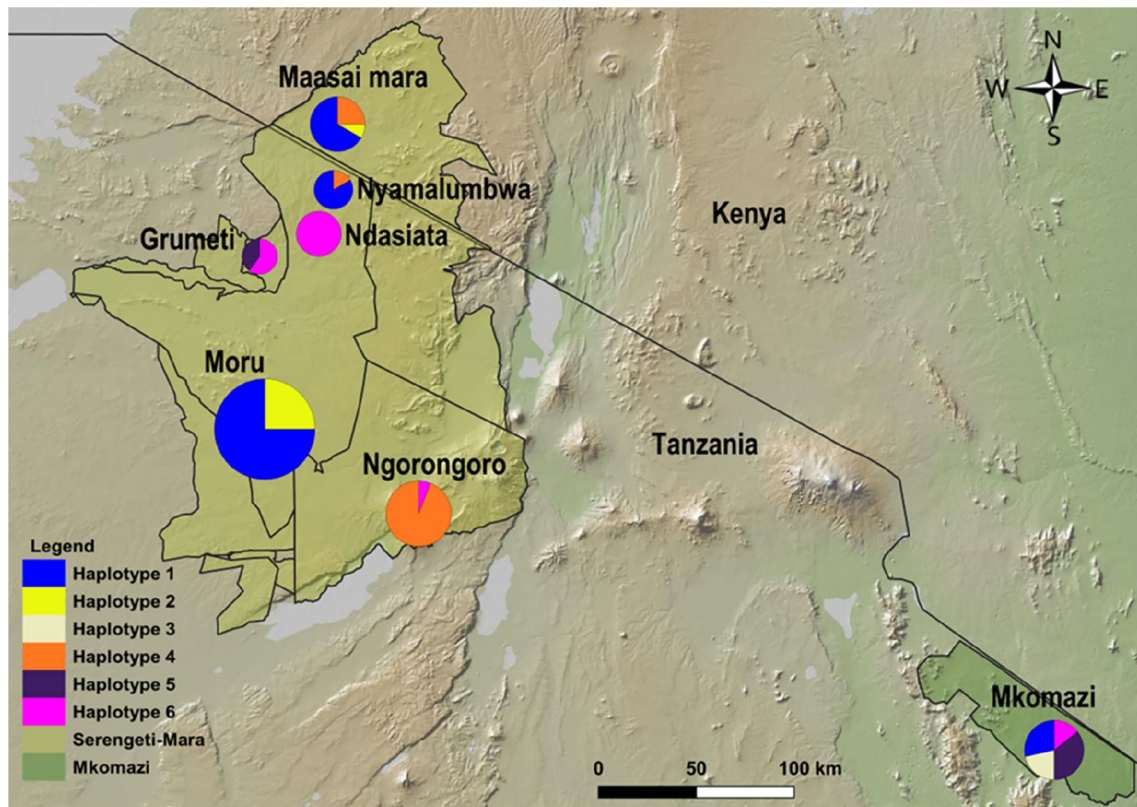 N
Maasai mara
W E
S
Nyamalumbwa
Kenya
Grumeti
Ndasiata
Moru
Tanzania
Ngorongoro
Legend
Haplotype 1
Haplotype 2
Haplotype 3
Haplotype 4
Haplotype 5
Haplotype 6
Serengeti-Mara
Mkomazi
Mkomazi
0 50 100 km